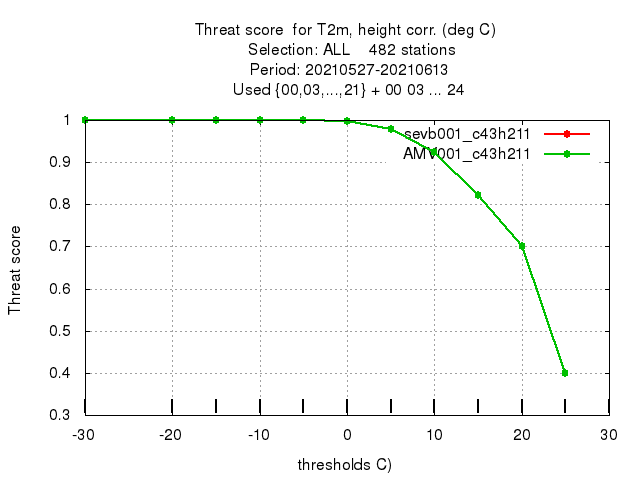 Threat score  for T2m, height corr. (deg C)
Selection: ALL    482 stations
Period: 20210527-20210613
Used {00,03,...,21} + 00 03 ... 24
sevb001_c43h211
AMV001_c43h211
Threat score
1
0.9
0.8
0.7
0.6
0.5
0.4
0.3
-30 -20 -10 0 10 20 30
thresholds C)